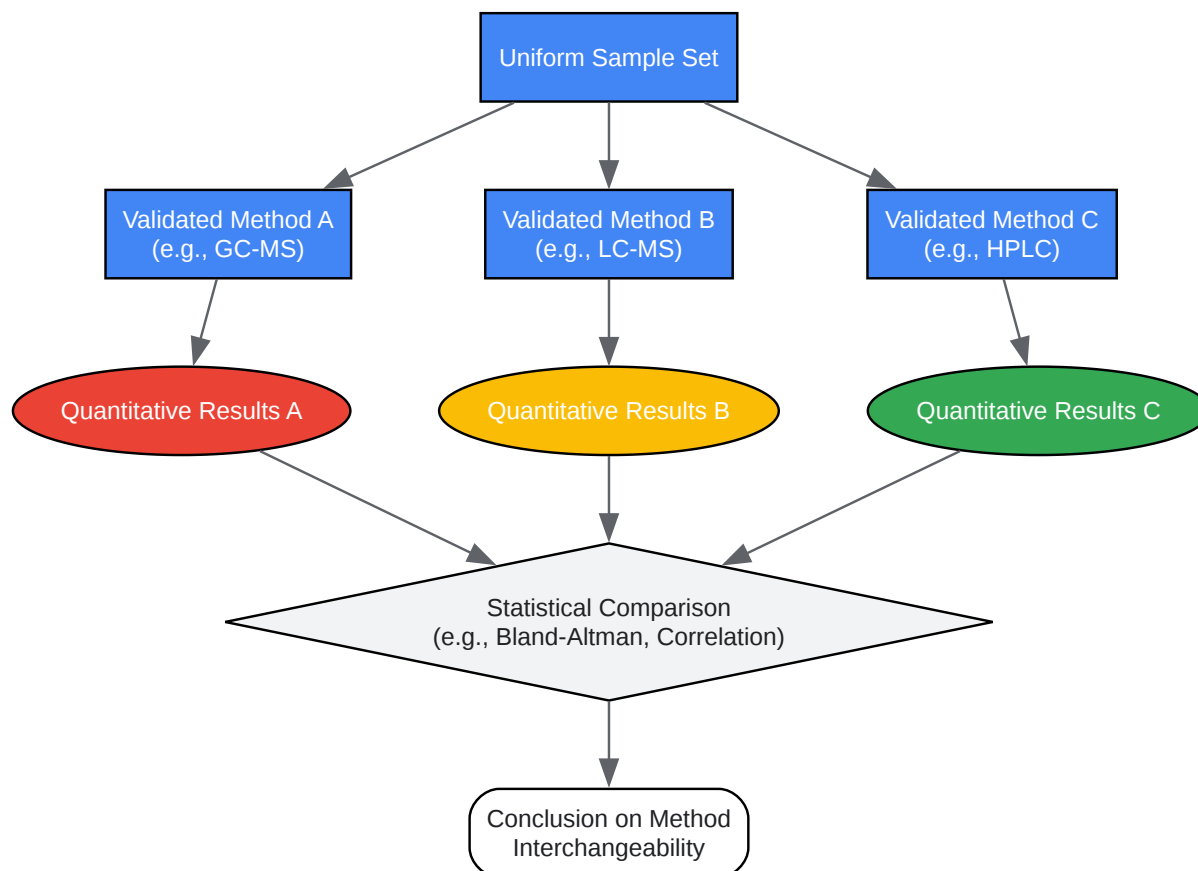 Uniform Sample Set
Validated Method A
(e.g., GC-MS)
Validated Method B
(e.g., LC-MS)
Validated Method C
(e.g., HPLC)
Quantitative Results A
Quantitative Results B
Quantitative Results C
Statistical Comparison
(e.g., Bland-Altman, Correlation)
Conclusion on Method
Interchangeability